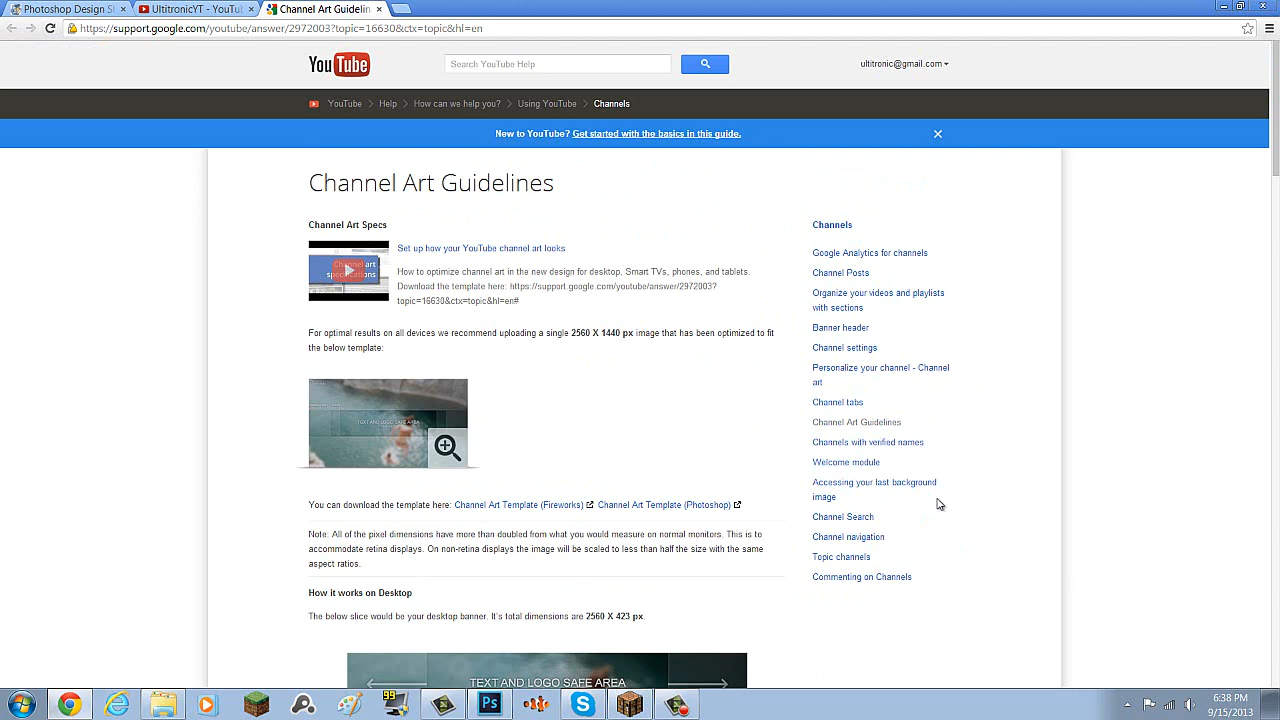 Photoshop Design S
UltitronicYT - YouTu
Channel Art Guidelin
https://support.google.com/youtube/answer/2972003?topic=16630&ctx=topic&hl=en
YouTube
Search YouTube Help
ultitronic@gmail.com
YouTube > Help > How can we help you? > Using YouTube > Channels
New to YouTube? Get started with the basics in this guide.
Channel Art Guidelines
Channel Art Specs
Channel art
specifications
Set up how your YouTube channel art looks
How to optimize channel art in the new design for desktop, Smart TVs, phones, and tablets.
Download the template here: https://support.google.com/youtube/answer/2972003?
topic=16630&ctx=topic&hl=en#
For optimal results on all devices we recommend uploading a single 2560 X 1440 px image that has been optimized to fit
the below template:
TEXT AND LOGO SAFE AREA
You can download the template here: Channel Art Template (Fireworks) Channel Art Template (Photoshop)
Note: All of the pixel dimensions have more than doubled from what you would measure on normal monitors. This is to
accommodate retina displays. On non-retina displays the image will be scaled to less than half the size with the same
aspect ratios.
How it works on Desktop
The below slice would be your desktop banner. It's total dimensions are 2560 X 423 px.
TEXT AND LOGO SAFE AREA
Channels
Google Analytics for channels
Channel Posts
Organize your videos and playlists
with sections
Banner header
Channel settings
Personalize your channel - Channel
art
Channel tabs
Channel Art Guidelines
Channels with verified names
Welcome module
Accessing your last background
image
Channel Search
Channel navigation
Topic channels
Commenting on Channels
99
Ps
6:38 PM
9/15/2013